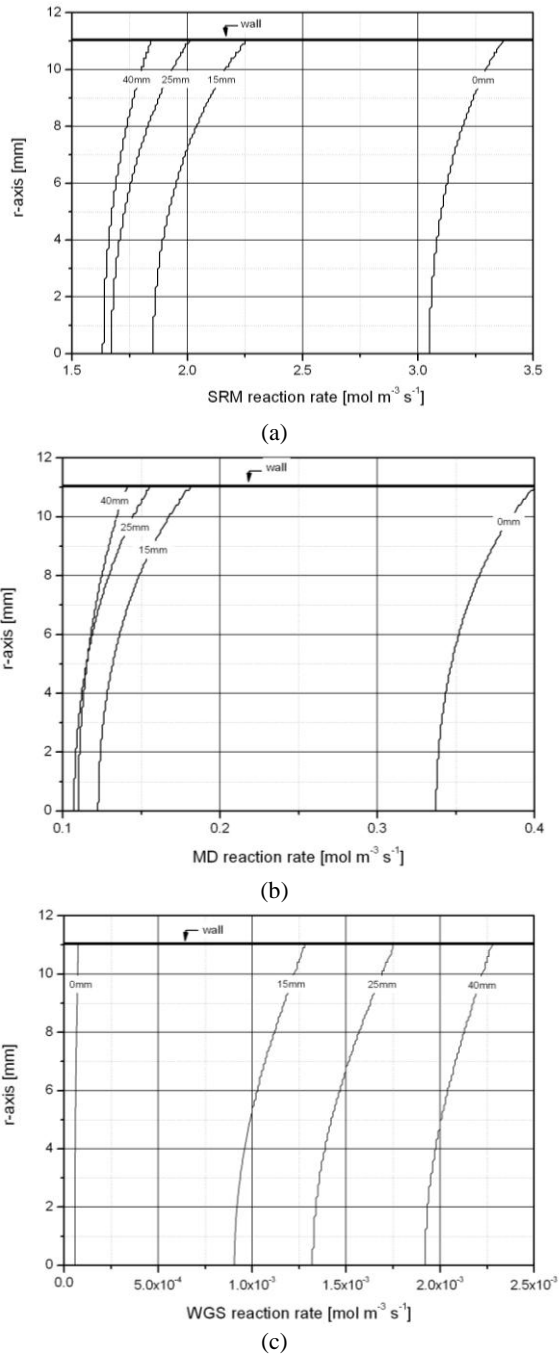 12
wall
10
40mm
25mm
15mm
0mm
8
r-axis [mm]
6
4
2
0
1.5 2.0 2.5 3.0 3.5
SRM reaction rate [mol m⁻³ s⁻¹]
(a)
12
wall
10
40mm
25mm
15mm
0mm
8
r-axis [mm]
6
4
2
0
0.1 0.2 0.3 0.4
MD reaction rate [mol m⁻³ s⁻¹]
(b)
12
wall
10
0mm 15mm 25mm 40mm
8
r-axis [mm]
6
4
2
0
0.0 5.0x10⁻⁴ 1.0x10⁻³ 1.5x10⁻³ 2.0x10⁻³ 2.5x10⁻³
WGS reaction rate [mol m⁻³ s⁻¹]
(c)